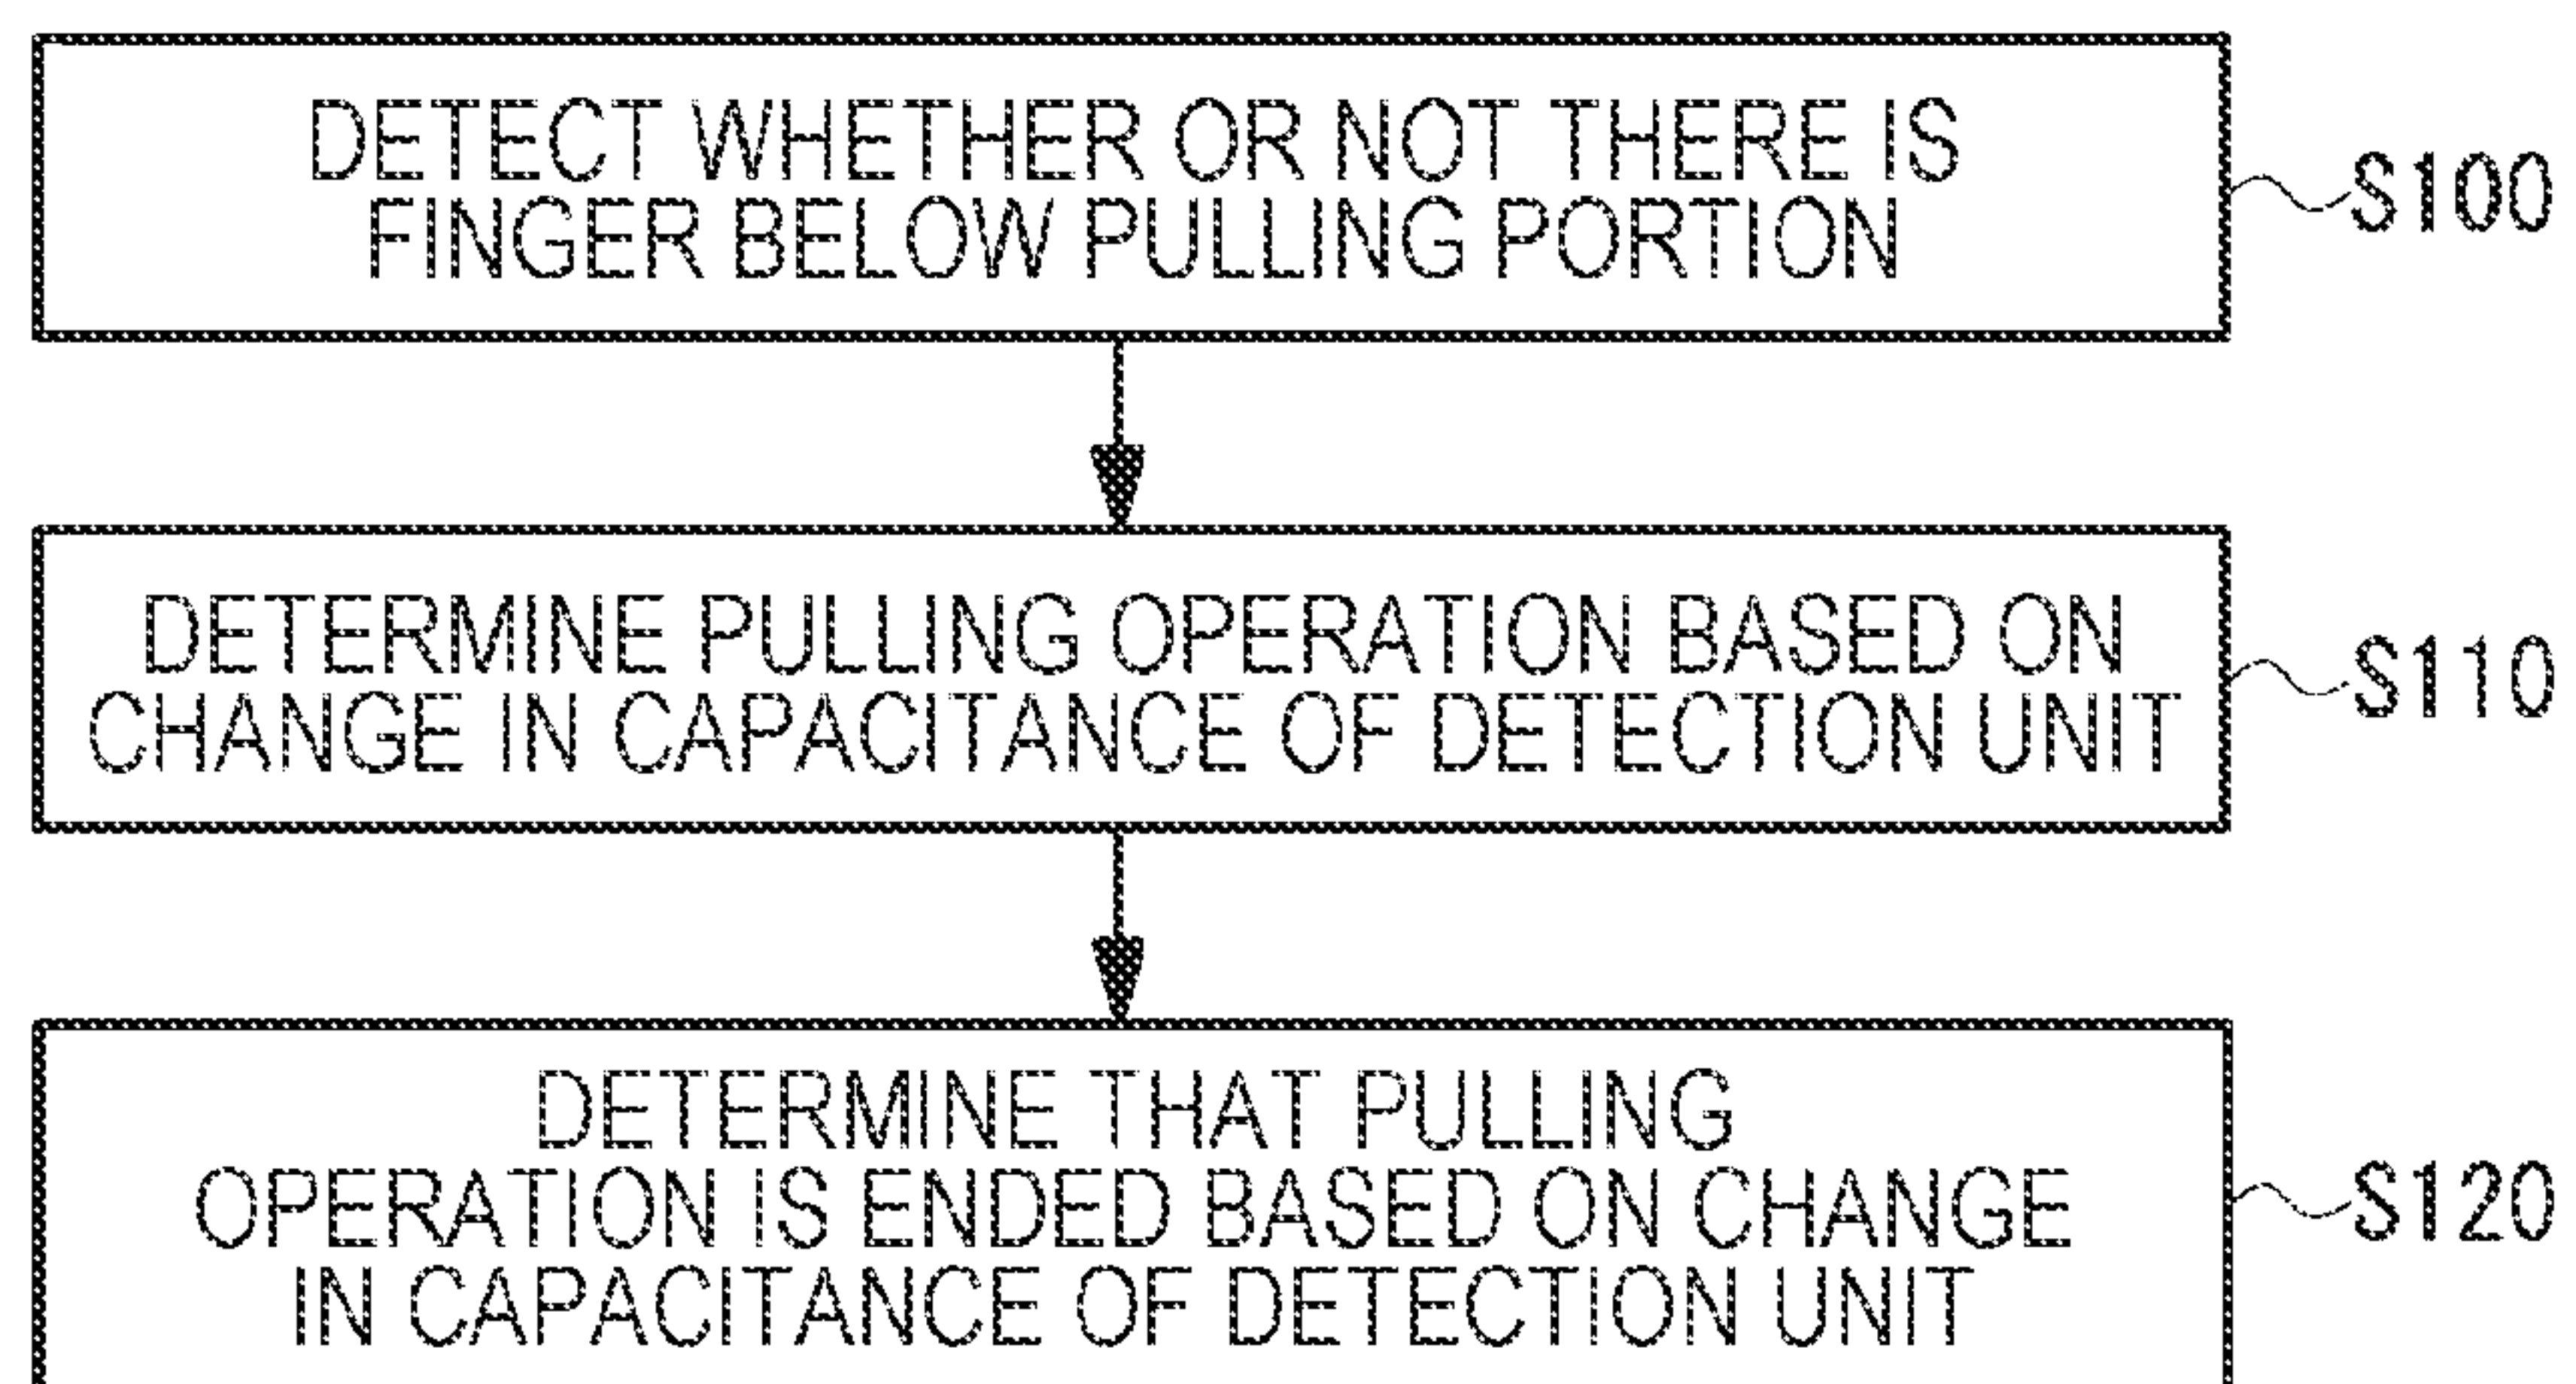 DETECT WHETHER OR NOT THERE IS
FINGER BELOW PULLING PORTION
S100
DETERMINE PULLING OPERATION BASED ON
CHANGE IN CAPACITANCE OF DETECTION UNIT
S110
DETERMINE THAT PULLING
OPERATION IS ENDED BASED ON CHANGE
IN CAPACITANCE OF DETECTION UNIT
S120